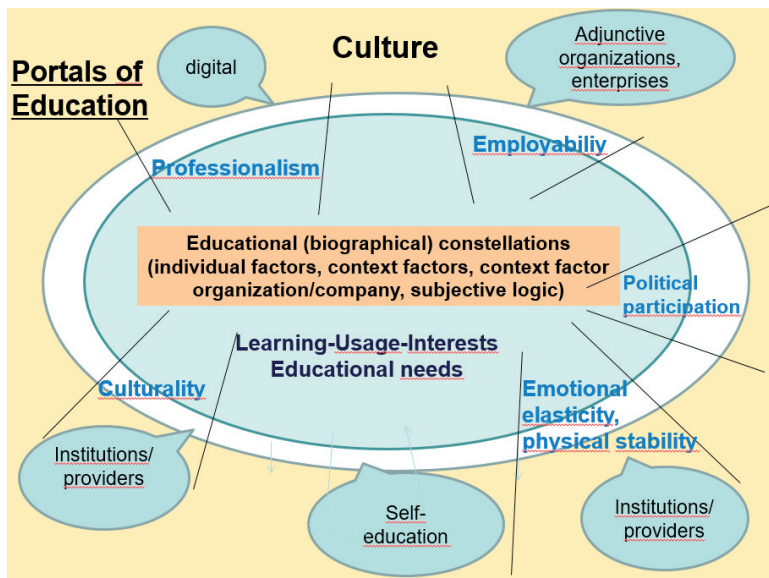 Portals of
Education
digital
Culture
Adjunctive
organizations,
enterprises
Professionalism
Employabiliy
Educational (biographical) constellations
(individual factors, context factors, context factor
organization/company, subjective logic)
Political
participation
Learning-Usage-Interests
Educational needs
Culturality
Emotional
elasticity,
physical stability
Institutions/
providers
Self-
education
Institutions/
providers